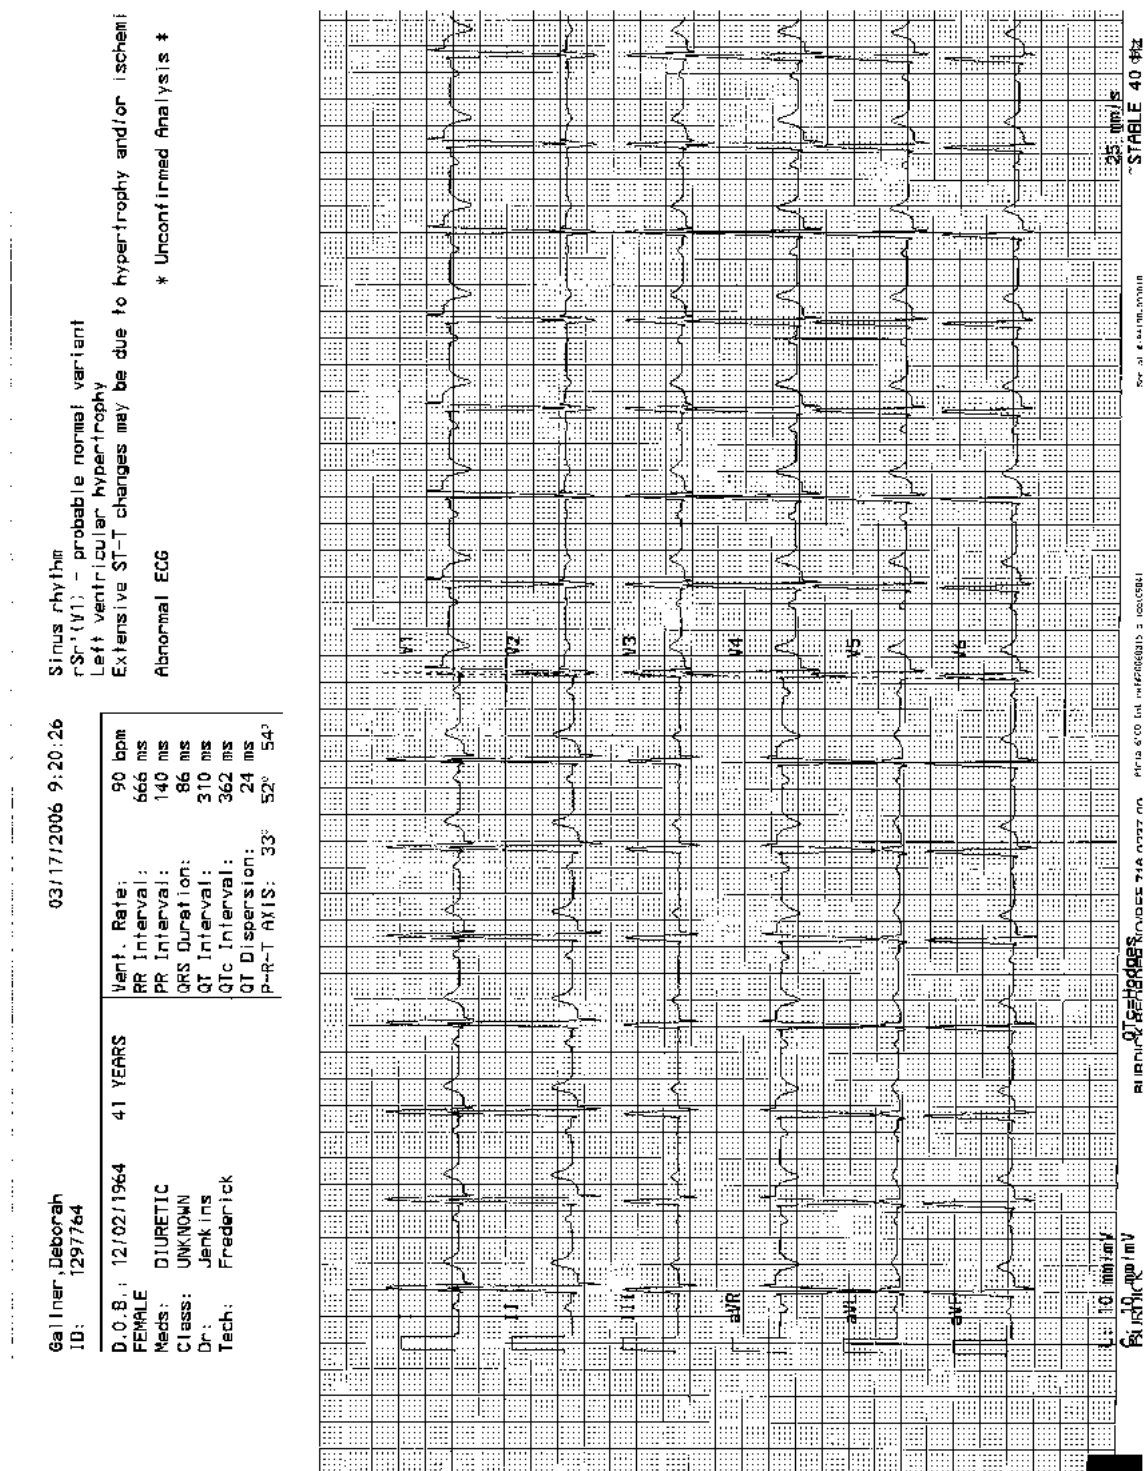 Gallner,Deborah
ID: 1297764
03/17/2006 9:20:26
D.O.B.: 12/02/1964 41 YEARS
FEMALE
Meds: DIURETIC
Class: UNKNOWN
Dr: Jenkins
Tech: Frederick
Vent. Rate: 90 bpm
RR Interval: 666 ms
PR Interval: 140 ms
QRS Duration: 86 ms
QT Interval: 310 ms
QTc Interval: 362 ms
QT Dispersion: 24 ms
P-R-T AXIS: 33° 52° 54°
Sinus rhythm
rSr'(V1) - probable normal variant
Left ventricular hypertrophy
Extensive ST-T changes may be due to hypertrophy and/or ischemi
Abnormal ECG
* Unconfirmed Analysis *
V1
II
V2
III
V3
aVR
V4
aVL
V5
aVF
V6
L: 10 mm/mV
C: 10 mm/mV
QTc=Hodges
25 mm/s
~STABLE 40 Hz
BURDICK